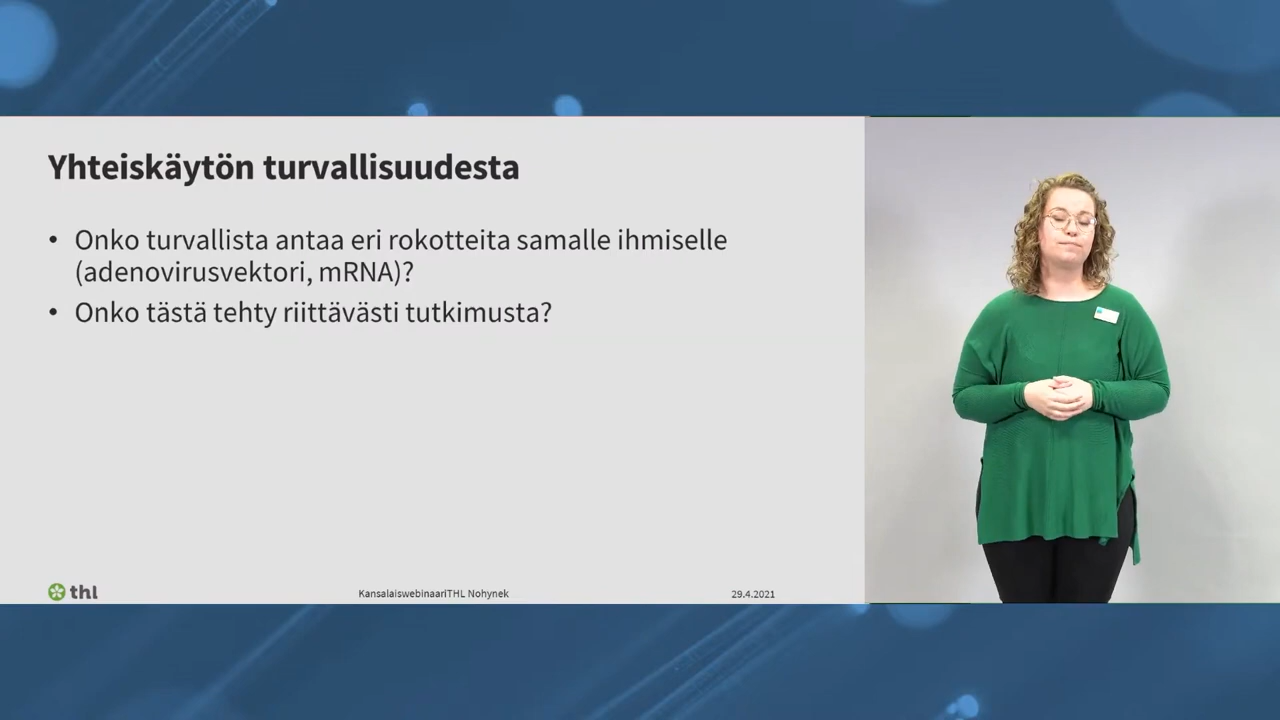 Yhteiskäytön turvallisuudesta
• Onko turvallista antaa eri rokotteita samalle ihmiselle
(adenovirusvektori, mRNA)?
• Onko tästä tehty riittävästi tutkimusta?
thl
KansalaiswebinaariTHL Nohynek
29.4.2021